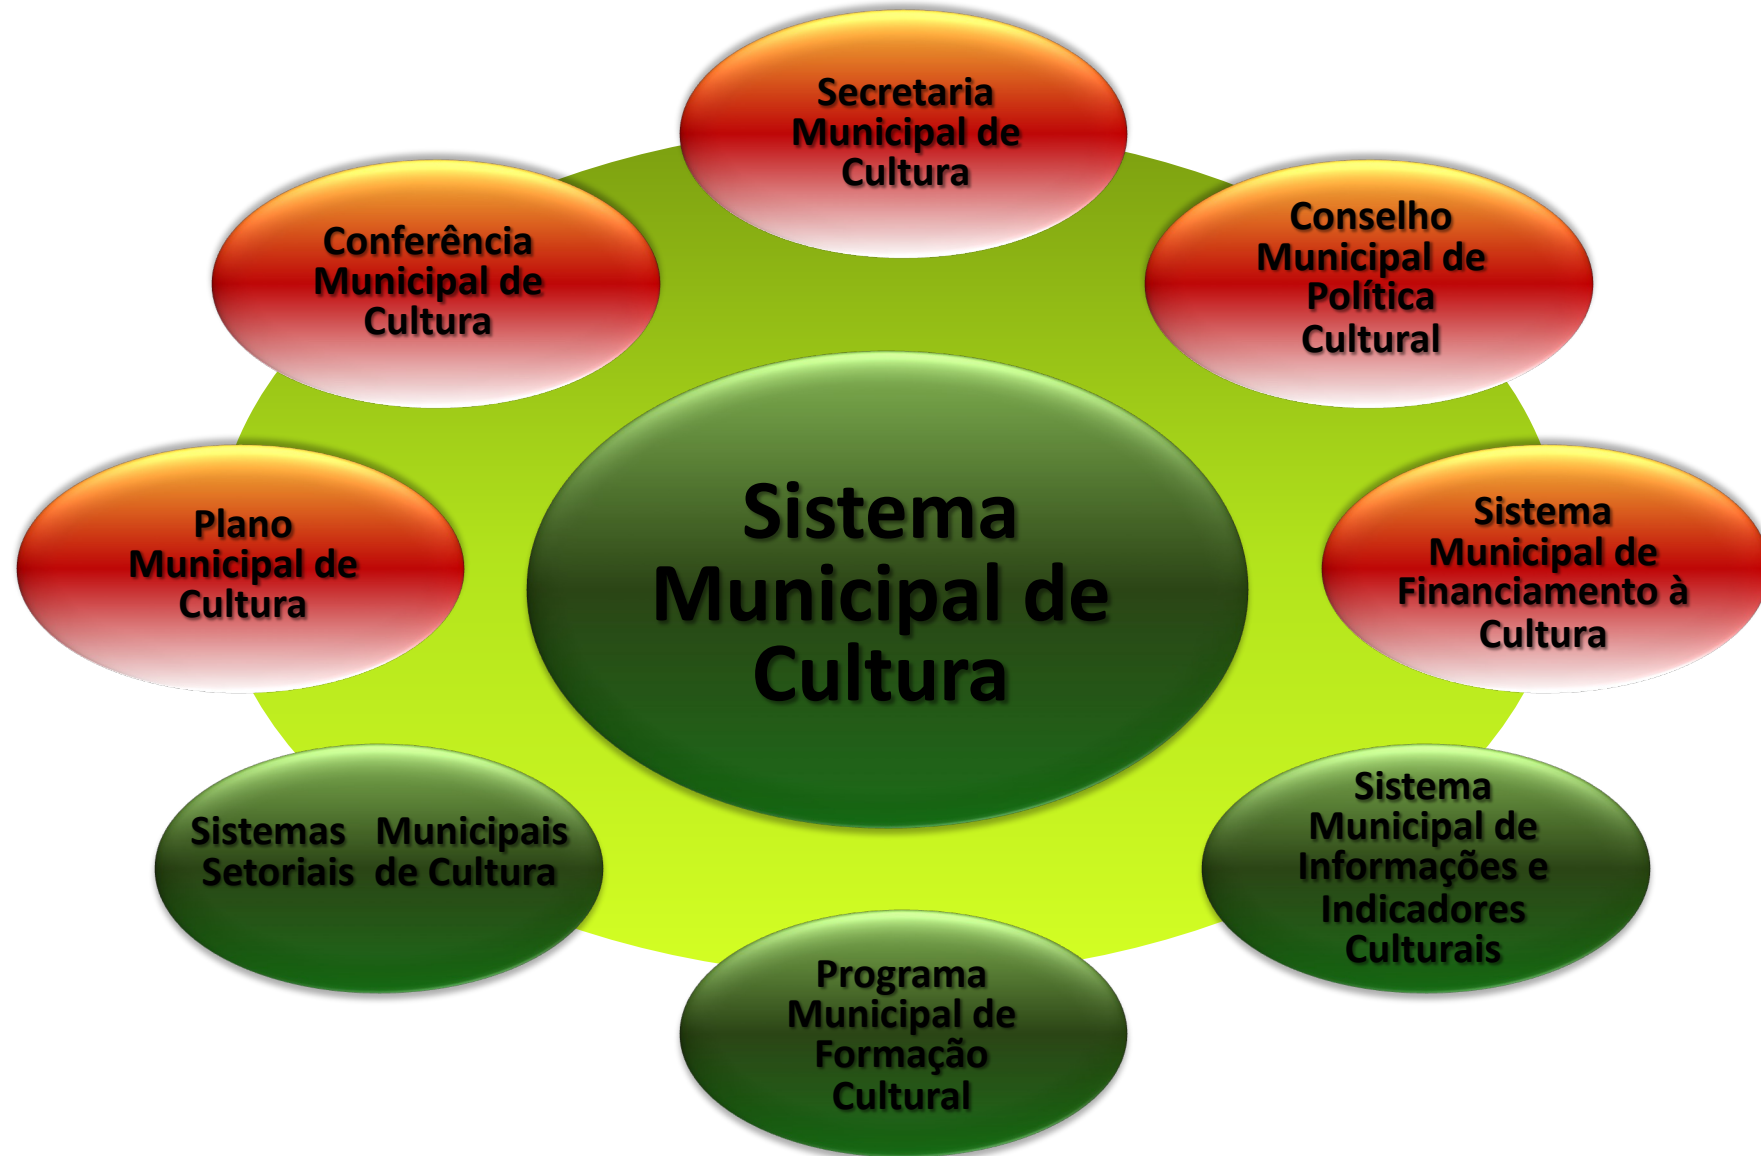 Secretaria
Municipal de
Cultura
Conferência
Municipal de
Cultura
Conselho
Municipal de
Política
Cultural
Plano
Municipal de
Cultura
Sistema
Municipal de
Cultura
Sistema
Municipal de
Financiamento à
Cultura
Sistemas Municipais
Setoriais de Cultura
Programa
Municipal de
Formação
Cultural
Sistema
Municipal de
Informações e
Indicadores
Culturais